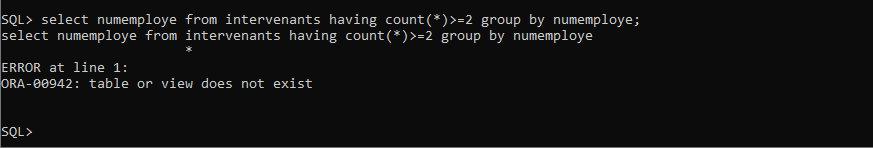 SQL> select numemploye from intervenants having count(*)>=2 group by numemploye;
select numemploye from intervenants having count(*)>=2 group by numemploye
                       *
ERROR at line 1:
ORA-00942: table or view does not exist
SQL>